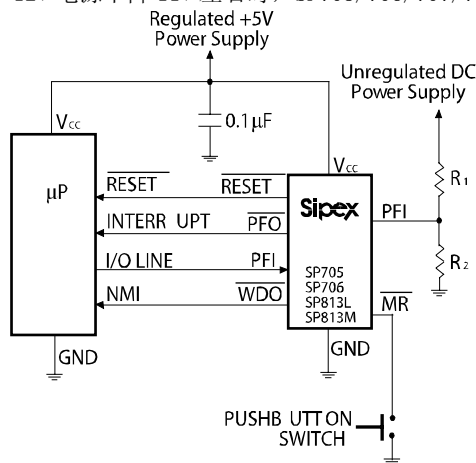 Regulated +5V
Power Supply
Unregulated DC
Power Supply
VCC
0.1µF
VCC
R1
µP
RESET
RESET
Sipex
PFI
INTERR UPT
PFO
R2
I/O LINE
PFI
SP705
SP706
SP813L
SP813M
NMI
WDO
MR
GND
GND
PUSHB UTT ON
SWITCH